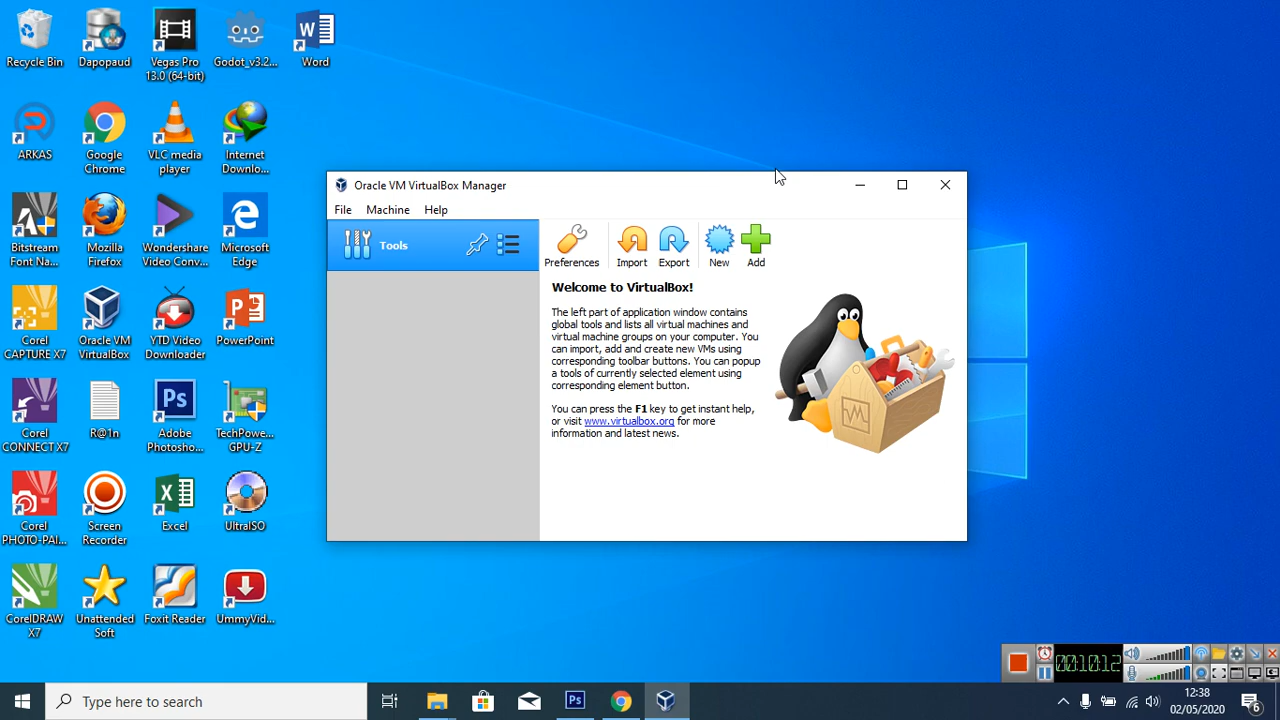 Recycle Bin
Dapopaud
Vegas Pro
13.0 (64-bit)
Godot_v3.2...
Word
ARKAS
Google
Chrome
VLC media
player
Internet
Downlo...
Bitstream
Font Na...
Mozilla
Firefox
Wondershare
Video Conv...
Microsoft
Edge
Corel
CAPTURE X7
Oracle VM
VirtualBox
YTD Video
Downloader
PowerPoint
Corel
CONNECT X7
R@1n
Adobe
Photosho...
TechPowe...
GPU-Z
Corel
PHOTO-PAI...
Screen
Recorder
Excel
UltraISO
CorelDRAW
X7
Unattended
Soft
Foxit Reader
UmmyVid...
Oracle VM VirtualBox Manager
File Machine Help
Tools
Preferences Import Export New Add
Welcome to VirtualBox!
The left part of application window contains
global tools and lists all virtual machines and
virtual machine groups on your computer. You
can import, add and create new VMs using
corresponding toolbar buttons. You can popup
a tools of currently selected element using
corresponding element button.
You can press the F1 key to get instant help,
or visit www.virtualbox.org for more
information and latest news.
00:10:12
Type here to search
Ps
12:38
02/05/2020
6